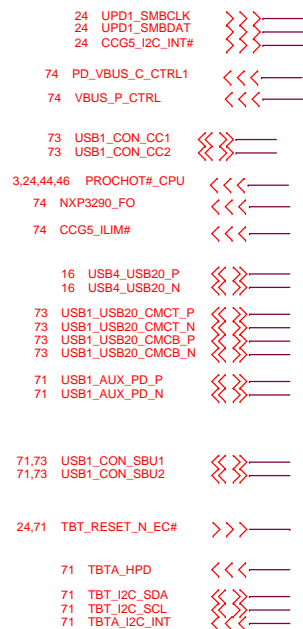 24 UPD1_SMBCLK
24 UPD1_SMBDAT
24 CCG5_I2C_INT#
74 PD_VBUS_C_CTRL1
74 VBUS_P_CTRL
73 USB1_CON_CC1
73 USB1_CON_CC2
3,24,44,46 PROCHOT#_CPU
74 NXP3290_FO
74 CCG5_ILIM#
16 USB4_USB20_P
16 USB4_USB20_N
73 USB1_USB20_CMCT_P
73 USB1_USB20_CMCT_N
73 USB1_USB20_CMCB_P
73 USB1_USB20_CMCB_N
71 USB1_AUX_PD_P
71 USB1_AUX_PD_N
71,73 USB1_CON_SBU1
71,73 USB1_CON_SBU2
24,71 TBT_RESET_N_EC#
71 TBTA_HPD
71 TBT_I2C_SDA
71 TBT_I2C_SCL
71 TBTA_I2C_INT